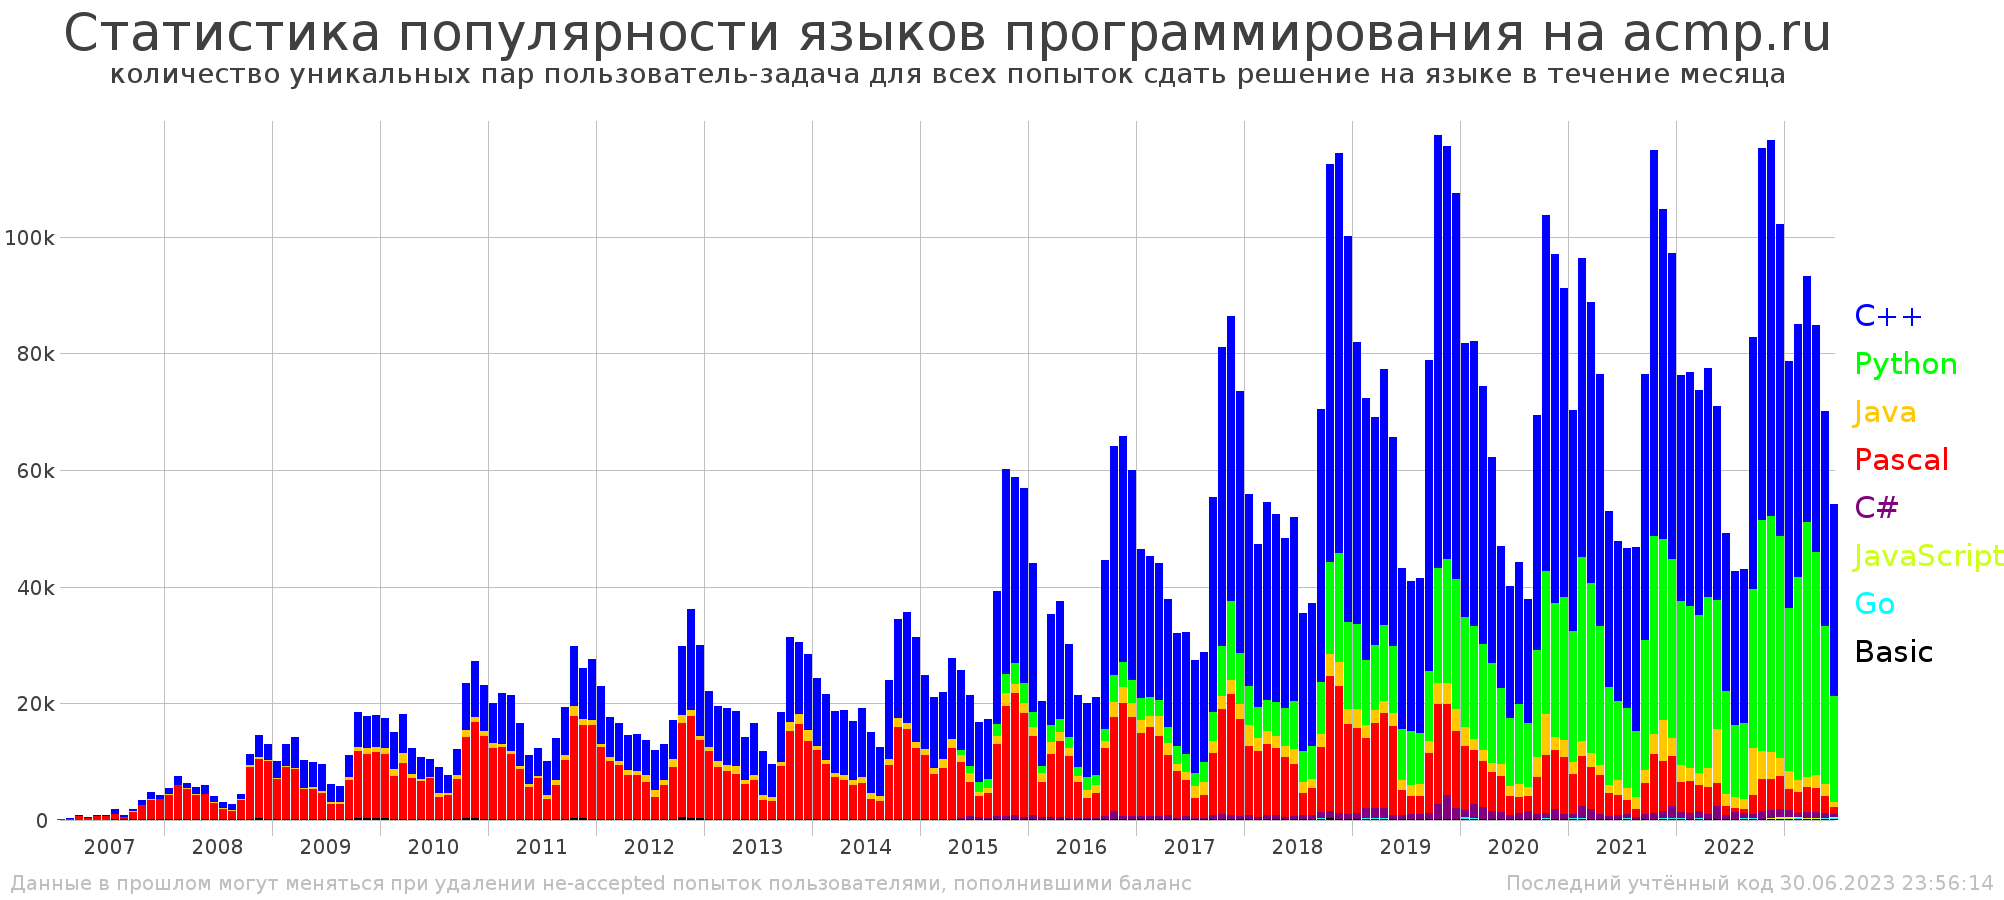 Статистика популярности языков программирования на acmp.ru
количество уникальных пар пользователь-задача для всех попыток сдать решение на языке в течение месяца
100k
80k
60k
40k
20k
0
C++
Python
Java
Pascal
C#
JavaScript
Go
Basic
2007 2008 2009 2010 2011 2012 2013 2014 2015 2016 2017 2018 2019 2020 2021 2022
Данные в прошлом могут меняться при удалении не-accepted попыток пользователями, пополнившими баланс
Последний учтённый код 30.06.2023 23:56:14